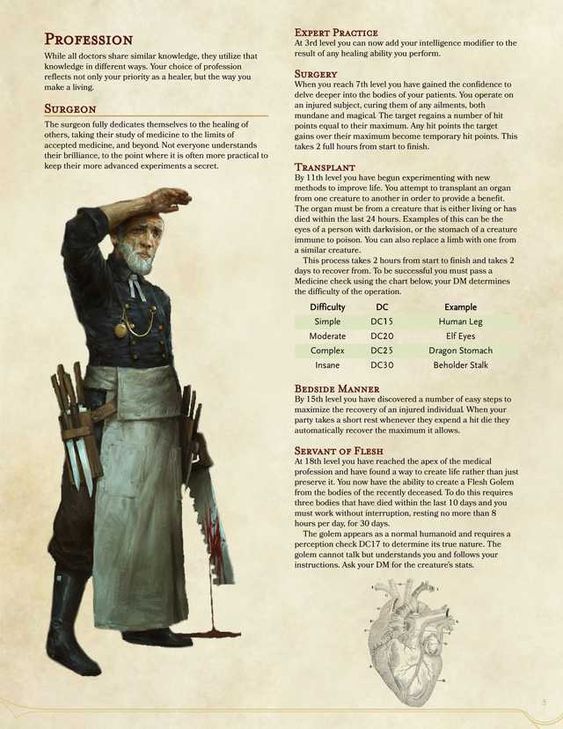 Profession
While all doctors share similar knowledge, they utilize that
knowledge in different ways. Your choice of profession
reflects not only your priority as a healer, but the way you
make a living.
Surgeon
The surgeon fully dedicates themselves to the healing of
others, taking their study of medicine to the limits of
accepted medicine, and beyond. Not everyone understands
their brilliance, to the point where it is often more practical to
keep their more advanced experiments a secret.
Expert Practice
At 3rd level you can now add your intelligence modifier to the
result of any healing ability you perform.
Surgery
When you reach 7th level you have gained the confidence to
delve deeper into the bodies of your patients. You operate on
an injured subject, curing them of any ailments, both
mundane and magical. The target regains a number of hit
points equal to their maximum. Any hit points the target
gains over their maximum become temporary hit points. This
takes 2 full hours from start to finish.
Transplant
By 11th level you have begun experimenting with new
methods to improve life. You attempt to transplant an organ
from one creature to another in order to provide a benefit.
The organ must be from a creature that is either living or has
died within the last 24 hours. Examples of this can be the
eyes of a person with darkvision, or the stomach of a creature
immune to poison. You can also replace a limb with one from
a similar creature.
This process takes 2 hours from start to finish and takes 2
days to recover from. To be successful you must pass a
Medicine check using the chart below, your DM determines
the difficulty of the operation.
Difficulty DC Example
Simple DC15 Human Leg
Moderate DC20 Elf Eyes
Complex DC25 Dragon Stomach
Insane DC30 Beholder Stalk
Bedside Manner
By 15th level you have discovered a number of easy steps to
maximize the recovery of an injured individual. When your
party takes a short rest whenever they expend a hit die they
automatically recover the maximum it allows.
Servant of Flesh
At 18th level you have reached the apex of the medical
profession and have found a way to create life rather than just
preserve it. You now have the ability to create a Flesh Golem
from the bodies of the recently deceased. To do this requires
three bodies that have died within the last 10 days and you
must work without interruption, resting no more than 8
hours per day, for 30 days.
The golem appears as a normal humanoid and requires a
perception check DC17 to determine its true nature. The
golem cannot talk but understands you and follows your
instructions. Ask your DM for the creature's stats.